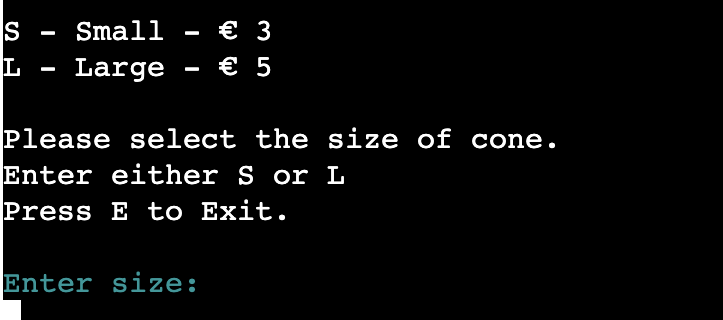 S - Small - € 3
L - Large - € 5
Please select the size of cone.
Enter either S or L
Press E to Exit.
Enter size: